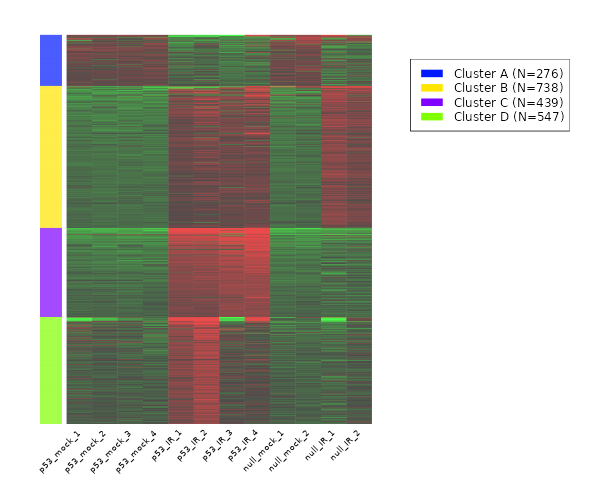 Cluster A (N=276)
Cluster B (N=738)
Cluster C (N=439)
Cluster D (N=547)
p53_mock_1
p53_mock_2
p53_mock_3
p53_mock_4
p53_IR_1
p53_IR_2
p53_IR_3
p53_IR_4
null_mock_1
null_mock_2
null_IR_1
null_IR_2